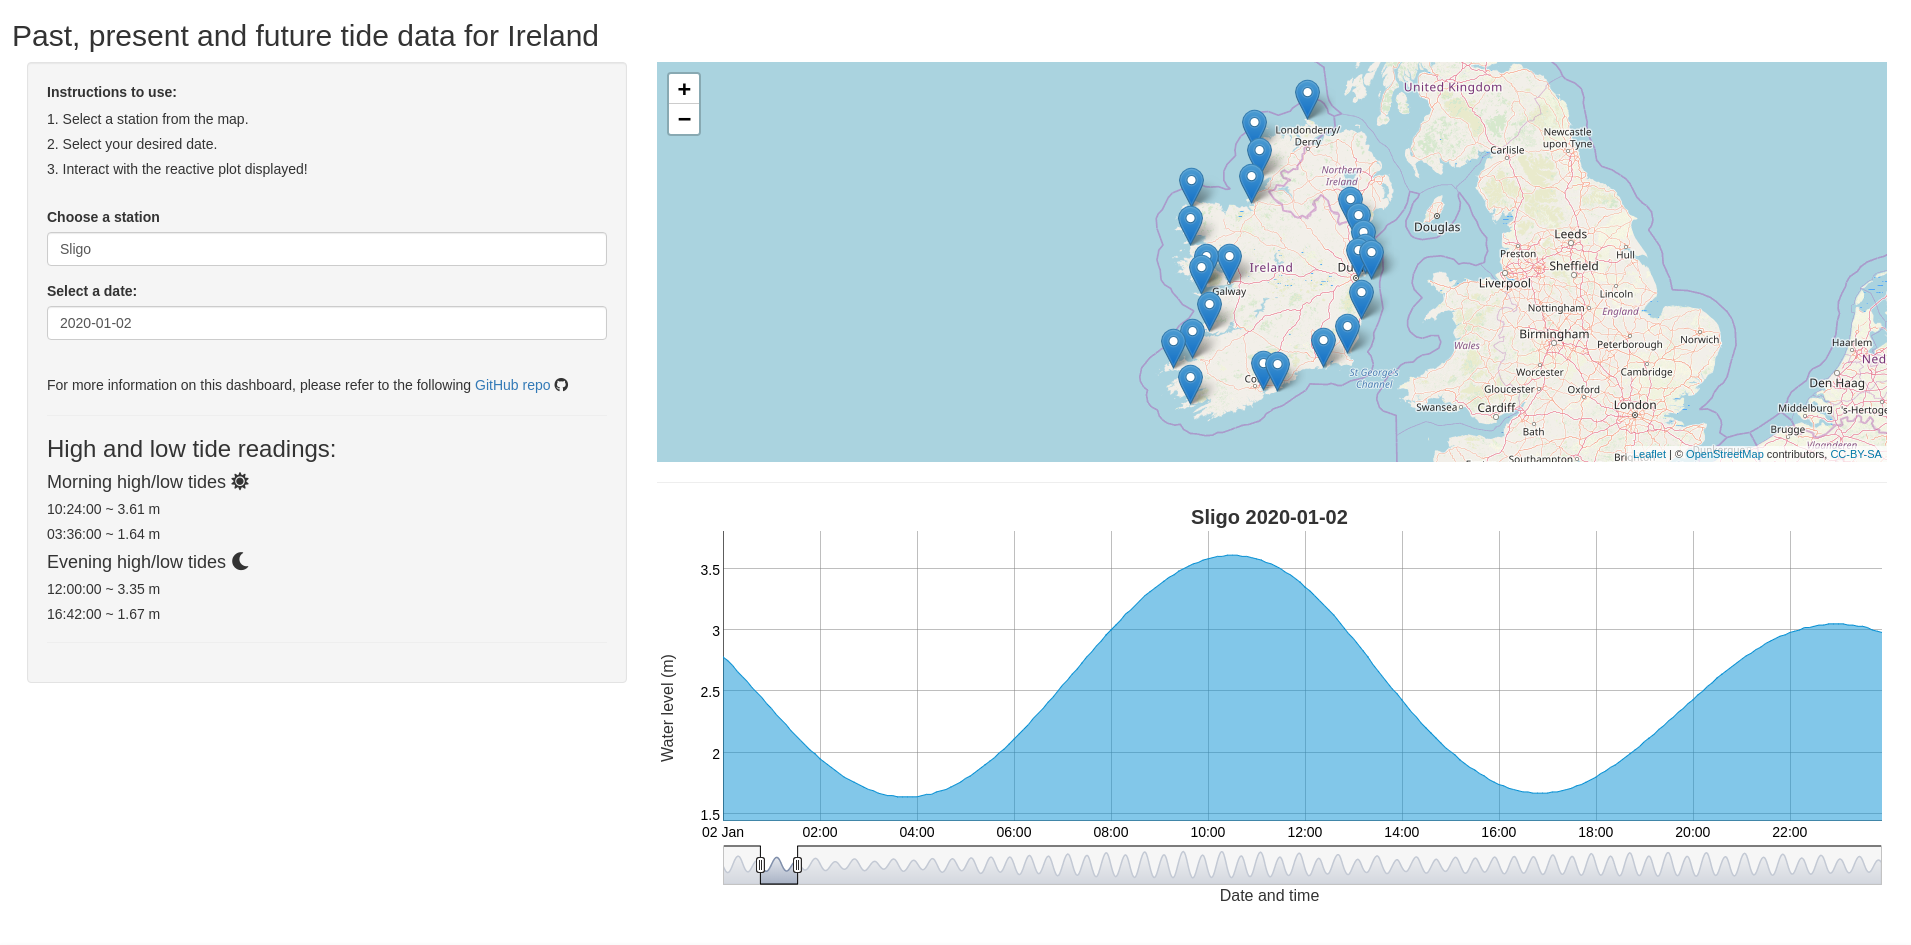 Past, present and future tide data for Ireland
Instructions to use:
1. Select a station from the map.
2. Select your desired date.
3. Interact with the reactive plot displayed!
Choose a station
Sligo
Select a date:
2020-01-02
For more information on this dashboard, please refer to the following GitHub repo
High and low tide readings:
Morning high/low tides
10:24:00 ~ 3.61 m
03:36:00 ~ 1.64 m
Evening high/low tides
12:00:00 ~ 3.35 m
16:42:00 ~ 1.67 m
+
−
United Kingdom
Londonderry/
Derry
Newcastle
upon Tyne
Carlisle
Northern
Ireland
Douglas
Leeds
Preston
Hull
Ireland
Sheffield
Liverpool
Galway
Lincoln
Nottingham
England
Birmingham
Norwich
Peterborough
Wales
Haarlem
Ned
St George's
Channel
Worcester
Cambridge
Den Haag
Gloucester
Oxford
Swansea
Cardiff
London
Middelburg
's-Hertoge
Bath
Brugge
Vlaanderen
Southampton
Leaflet | © OpenStreetMap contributors, CC-BY-SA
Sligo 2020-01-02
Water level (m)
3.5
3
2.5
2
1.5
02 Jan
02:00
04:00
06:00
08:00
10:00
12:00
14:00
16:00
18:00
20:00
22:00
Date and time